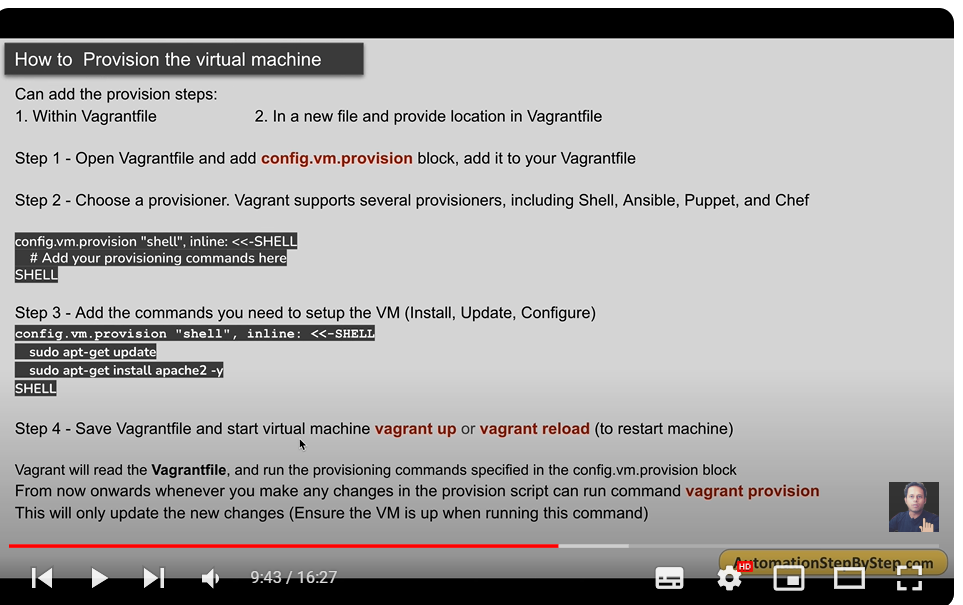 How to  Provision the virtual machine
Can add the provision steps:
1. Within Vagrantfile 2. In a new file and provide location in Vagrantfile
Step 1 - Open Vagrantfile and add config.vm.provision block, add it to your Vagrantfile
Step 2 - Choose a provisioner. Vagrant supports several provisioners, including Shell, Ansible, Puppet, and Chef
config.vm.provision "shell", inline: <<-SHELL
# Add your provisioning commands here
SHELL
Step 3 - Add the commands you need to setup the VM (Install, Update, Configure)
config.vm.provision "shell", inline: <<-SHELL
sudo apt-get update
sudo apt-get install apache2 -y
SHELL
Step 4 - Save Vagrantfile and start virtual machine vagrant up or vagrant reload (to restart machine)
Vagrant will read the Vagrantfile, and run the provisioning commands specified in the config.vm.provision block
From now onwards whenever you make any changes in the provision script can run command vagrant provision
This will only update the new changes (Ensure the VM is up when running this command)
AutomationStepByStep.com
9:43 / 16:27
HD